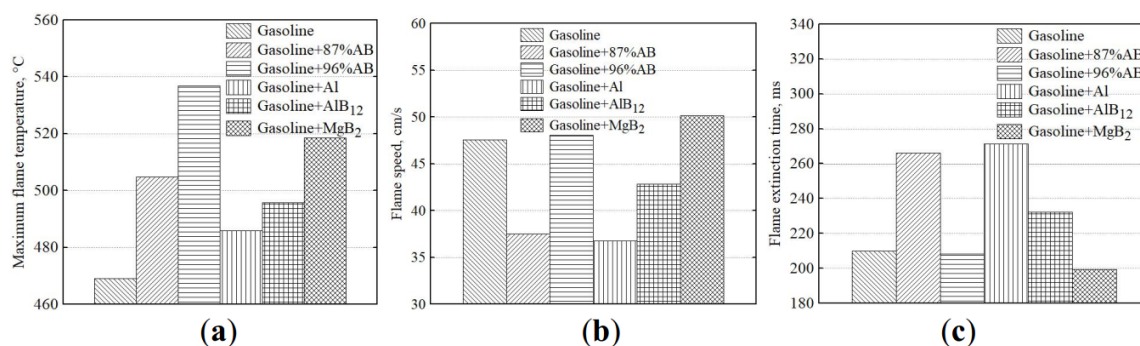 Maximum flame temperature, °C
560
540
520
500
480
460
Gasoline
Gasoline+87%AB
Gasoline+96%AB
Gasoline+Al
Gasoline+AlB12
Gasoline+MgB2
(a)
Flame speed, cm/s
60
55
50
45
40
35
30
Gasoline
Gasoline+87%AB
Gasoline+96%AB
Gasoline+Al
Gasoline+AlB12
Gasoline+MgB2
(b)
Flame extinction time, ms
340
320
300
280
260
240
220
200
180
Gasoline
Gasoline+87%AB
Gasoline+96%AB
Gasoline+Al
Gasoline+AlB12
Gasoline+MgB2
(c)